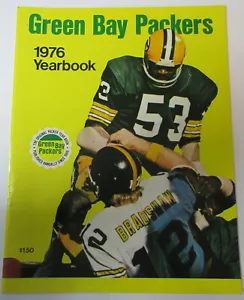 Green Bay Packers
1976
Yearbook
53
Green Bay
Packers
BRADSHAW
12
$1.50